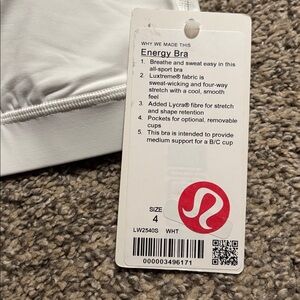 WHY WE MADE THIS
Energy Bra
1. Breathe and sweat easy in this
all-sport bra
2. Luxtreme® fabric is
sweat-wicking and four-way
stretch with a cool, smooth
feel
3. Added Lycra® fibre for stretch
and shape retention
4. Pockets for optional, removable
cups
5. This bra is intended to provide
medium support for a B/C cup
SIZE
4
LW2540S WHT
000003496171